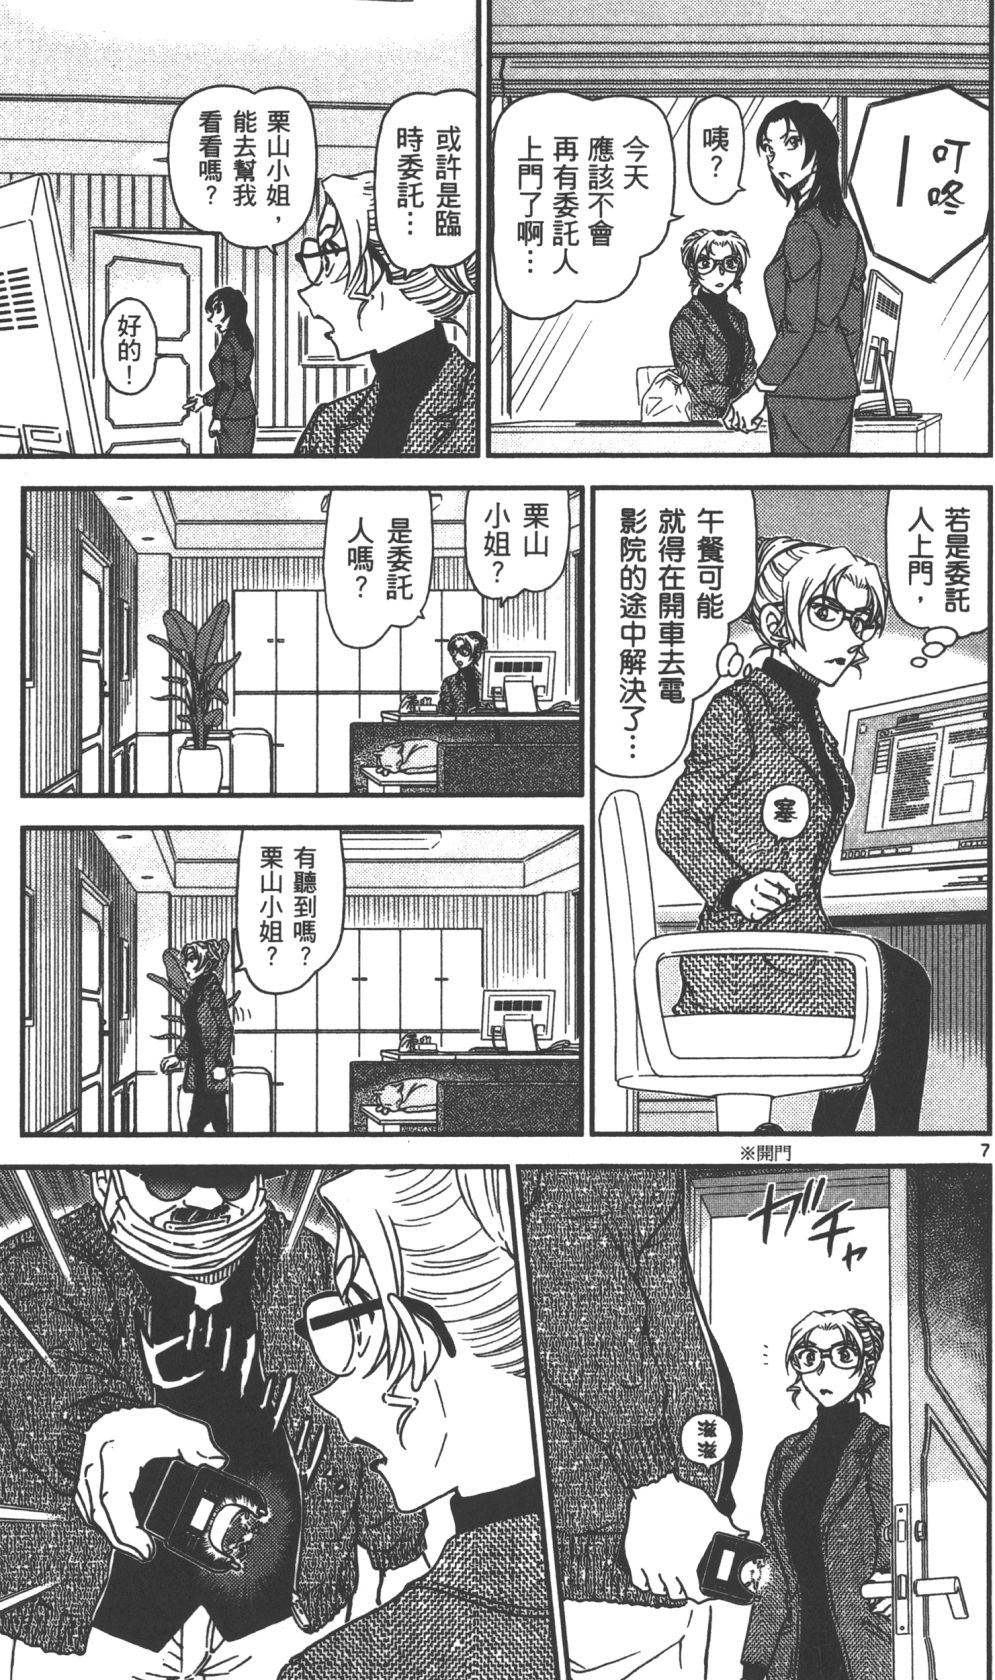 叮
咚
咦？
今天
應該不會
再有委託人
上門了啊…
或許是臨
時委託…
栗山小姐，
能去幫我
看看嗎？
好的！
若是委託
人上門，
午餐可能
就得在開車去電
影院的途中解決了…
塞
栗山
小姐？
是委託
人嗎？
有聽到嗎？
栗山小姐？
7
※開門
ガチャ
滋
滋